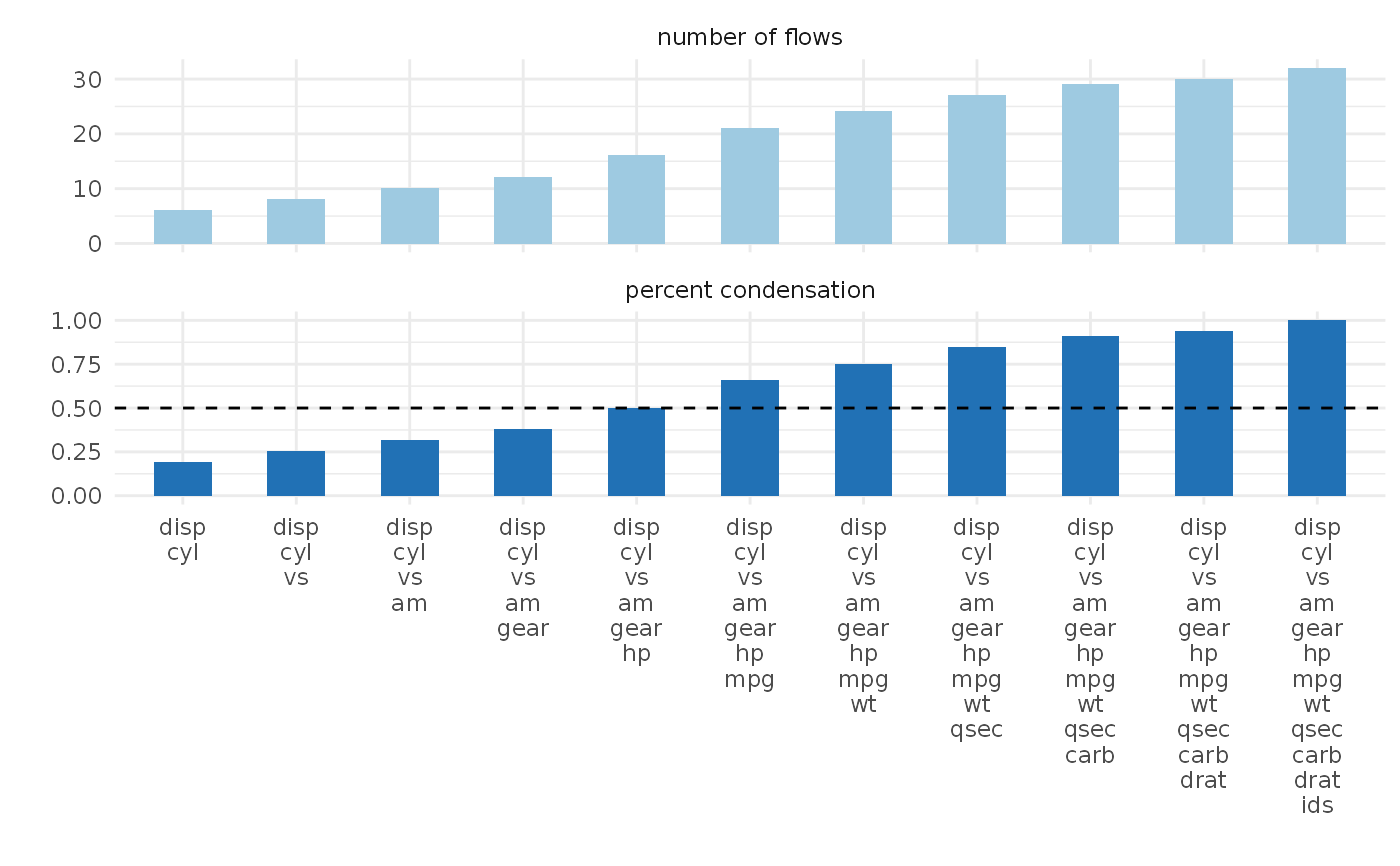 number of flows
30
20
10
0
percent condensation
1.00
0.75
0.50
0.25
0.00
disp disp disp disp disp disp disp disp disp disp disp
cyl cyl cyl cyl cyl cyl cyl cyl cyl cyl cyl
vs vs vs vs vs vs vs vs vs vs
am am am am am am am am am
gear gear gear gear gear gear gear gear
hp hp hp hp hp hp hp
mpg mpg mpg mpg mpg mpg
wt wt wt wt wt
qsec qsec qsec qsec
carb carb carb
drat drat
ids